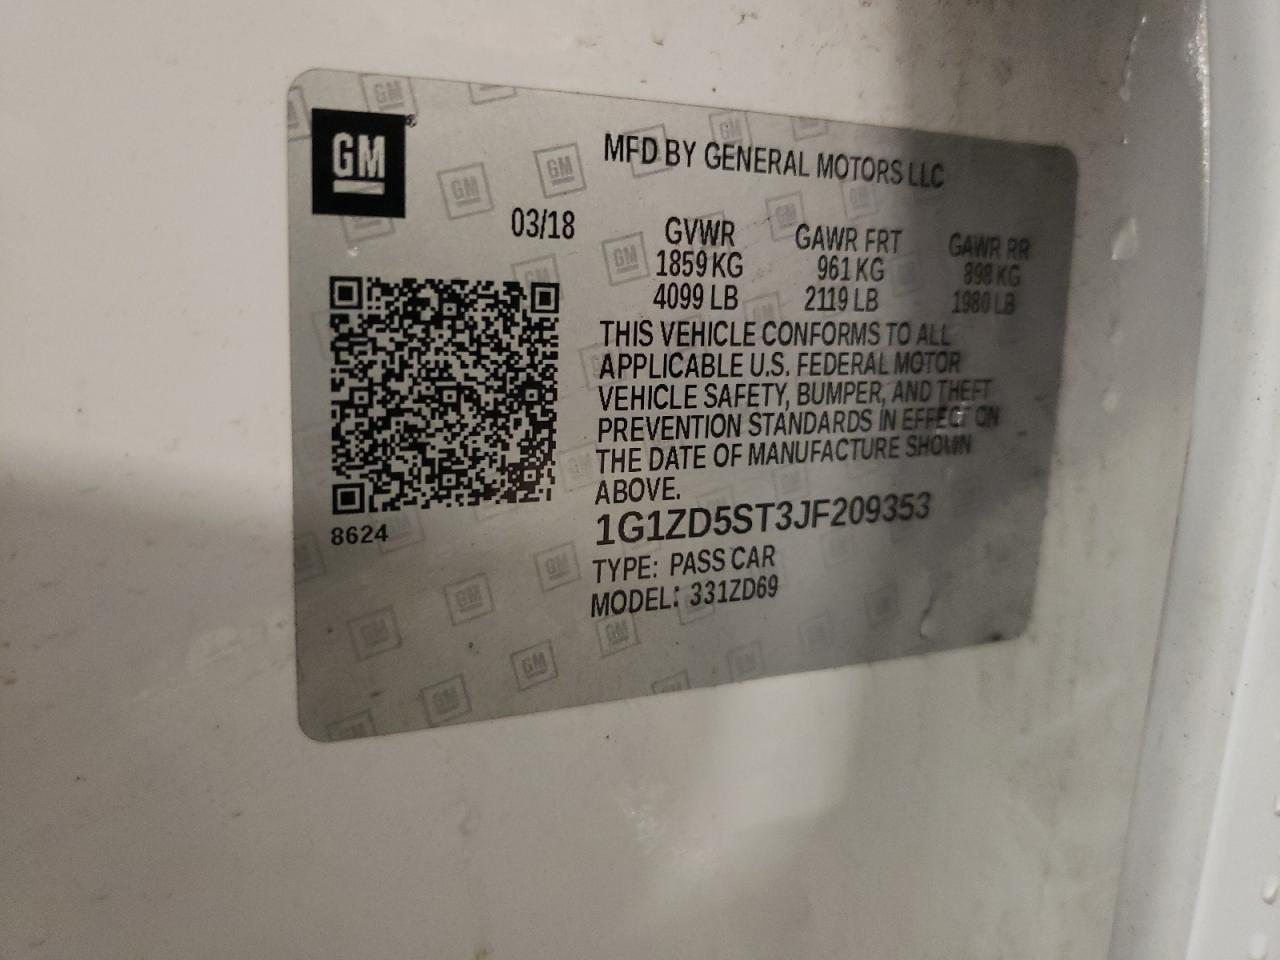 GM
MFD BY GENERAL MOTORS LLC
03/18
GVWR GAWR FRT GAWR RR
1859 KG 961 KG 898 KG
4099 LB 2119 LB 1980 LB
THIS VEHICLE CONFORMS TO ALL
APPLICABLE U.S. FEDERAL MOTOR
VEHICLE SAFETY, BUMPER, AND THEFT
PREVENTION STANDARDS IN EFFECT ON
THE DATE OF MANUFACTURE SHOWN
ABOVE.
1G1ZD5ST3JF209353
TYPE: PASS CAR
MODEL: 331ZD69
8624